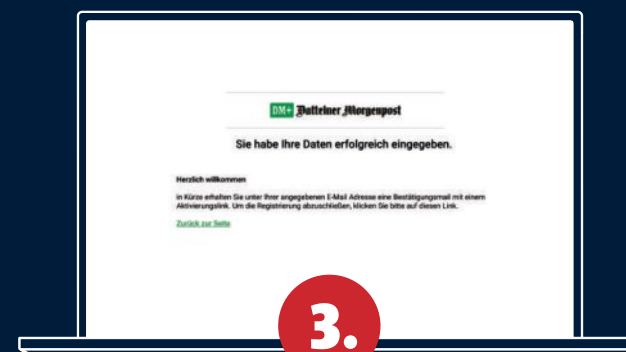 DM+ Dattelner Morgenpost
Sie habe Ihre Daten erfolgreich eingegeben.
Herzlich willkommen
in Kürze erhalten Sie unter Ihrer angegebenen E-Mail Adresse eine Bestätigungsmail mit einem
Aktivierungslink. Um die Registrierung abzuschließen, klicken Sie bitte auf diesen Link.
Zurück zur Seite
3.